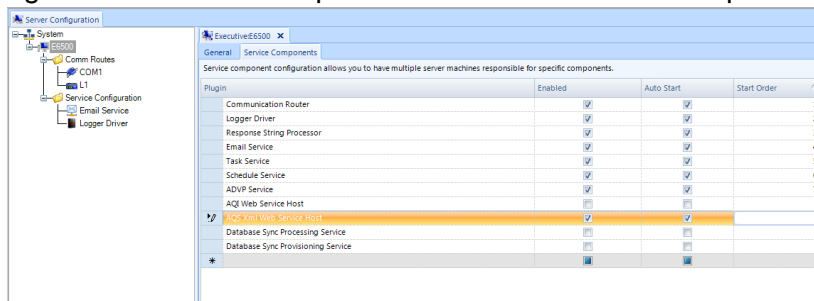 Server Configuration
System
E6500
Comm Routes
COM1
L1
Service Configuration
Email Service
Logger Driver
Executive:E6500
General Service Components
Service component configuration allows you to have multiple server machines responsible for specific components.
Plugin Enabled Auto Start Start Order
Communication Router
Logger Driver
Response String Processor
Email Service
Task Service
Schedule Service
ADVP Service
AQI Web Service Host
AQS Xml Web Service Host
Database Sync Processing Service
Database Sync Provisioning Service